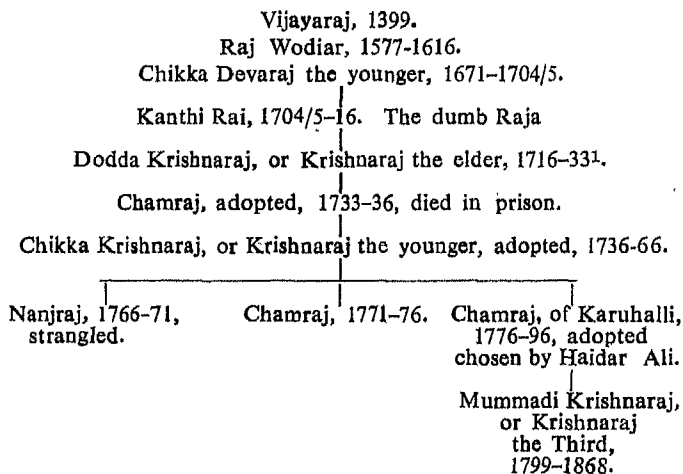 Vijayaraj, 1399.
Raj Wodiar, 1577-1616.
Chikka Devaraj the younger, 1671–1704/5.
Kanthi Rai, 1704/5–16. The dumb Raja
Dodda Krishnaraj, or Krishnaraj the elder, 1716–33¹.
Chamraj, adopted, 1733–36, died in prison.
Chikka Krishnaraj, or Krishnaraj the younger, adopted, 1736-66.
Nanjraj, 1766–71,
strangled.
Chamraj, 1771–76.
Chamraj, of Karuhalli,
1776–96, adopted
chosen by Haidar Ali.
Mummadi Krishnaraj,
or Krishnaraj
the Third,
1799–1868.